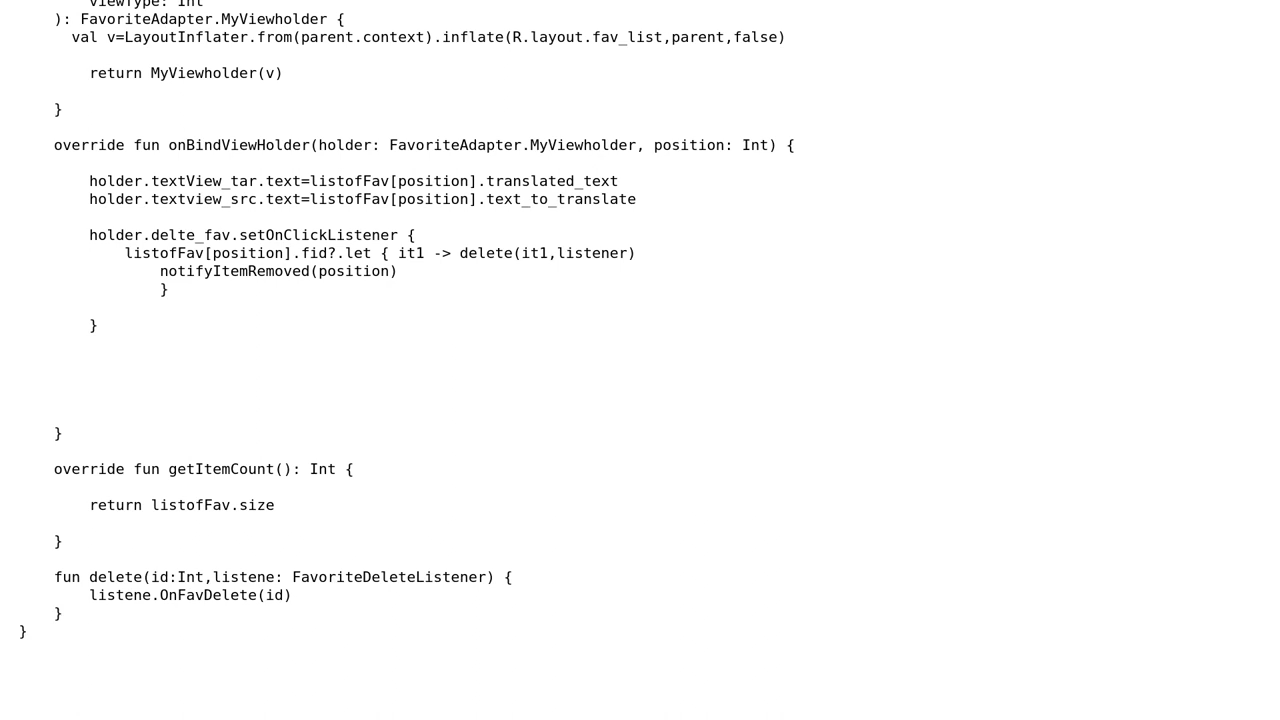 viewType: Int
): FavoriteAdapter.MyViewholder {
val v=LayoutInflater.from(parent.context).inflate(R.layout.fav_list,parent,false)
return MyViewholder(v)
}
override fun onBindViewHolder(holder: FavoriteAdapter.MyViewholder, position: Int) {
holder.textView_tar.text=listofFav[position].translated_text
holder.textview_src.text=listofFav[position].text_to_translate
holder.delte_fav.setOnClickListener {
listofFav[position].fid?.let { it1 -> delete(it1,listener)
notifyItemRemoved(position)
}
}
}
override fun getItemCount(): Int {
return listofFav.size
}
fun delete(id:Int,listene: FavoriteDeleteListener) {
listene.OnFavDelete(id)
}
}